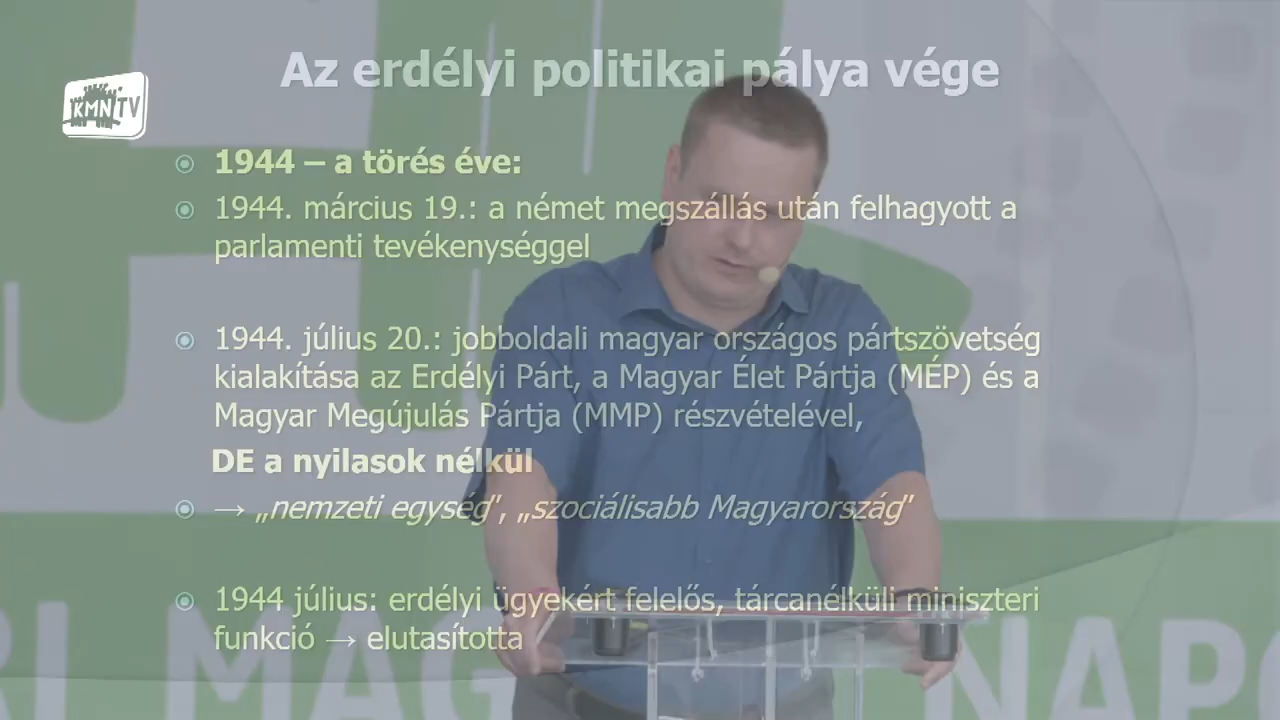 Az erdélyi politikai pálya vége
KMN TV
1944 – a törés éve:
1944. március 19.: a német megszállás után felhagyott a
parlamenti tevékenységgel
1944. július 20.: jobboldali magyar országos pártszövetség
kialakítása az Erdélyi Párt, a Magyar Élet Pártja (MÉP) és a
Magyar Megújulás Pártja (MMP) részvételével,
DE a nyilasok nélkül
→ „nemzeti egység”, „szociálisabb Magyarország”
1944 július: erdélyi ügyekért felelős, tárcanélküli miniszteri
funkció → elutasította